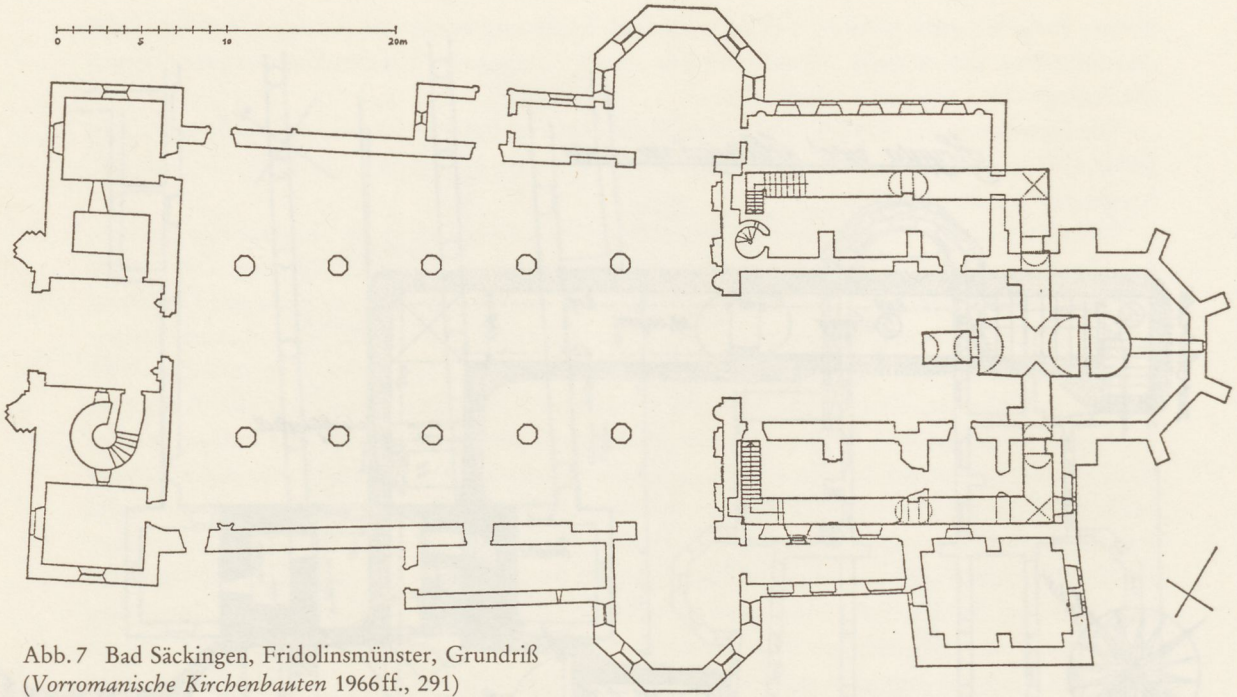 0 5 10 20m
Abb. 7 Bad Säckingen, Fridolinsmünster, Grundriß
(Vorromanische Kirchenbauten 1966ff., 291)